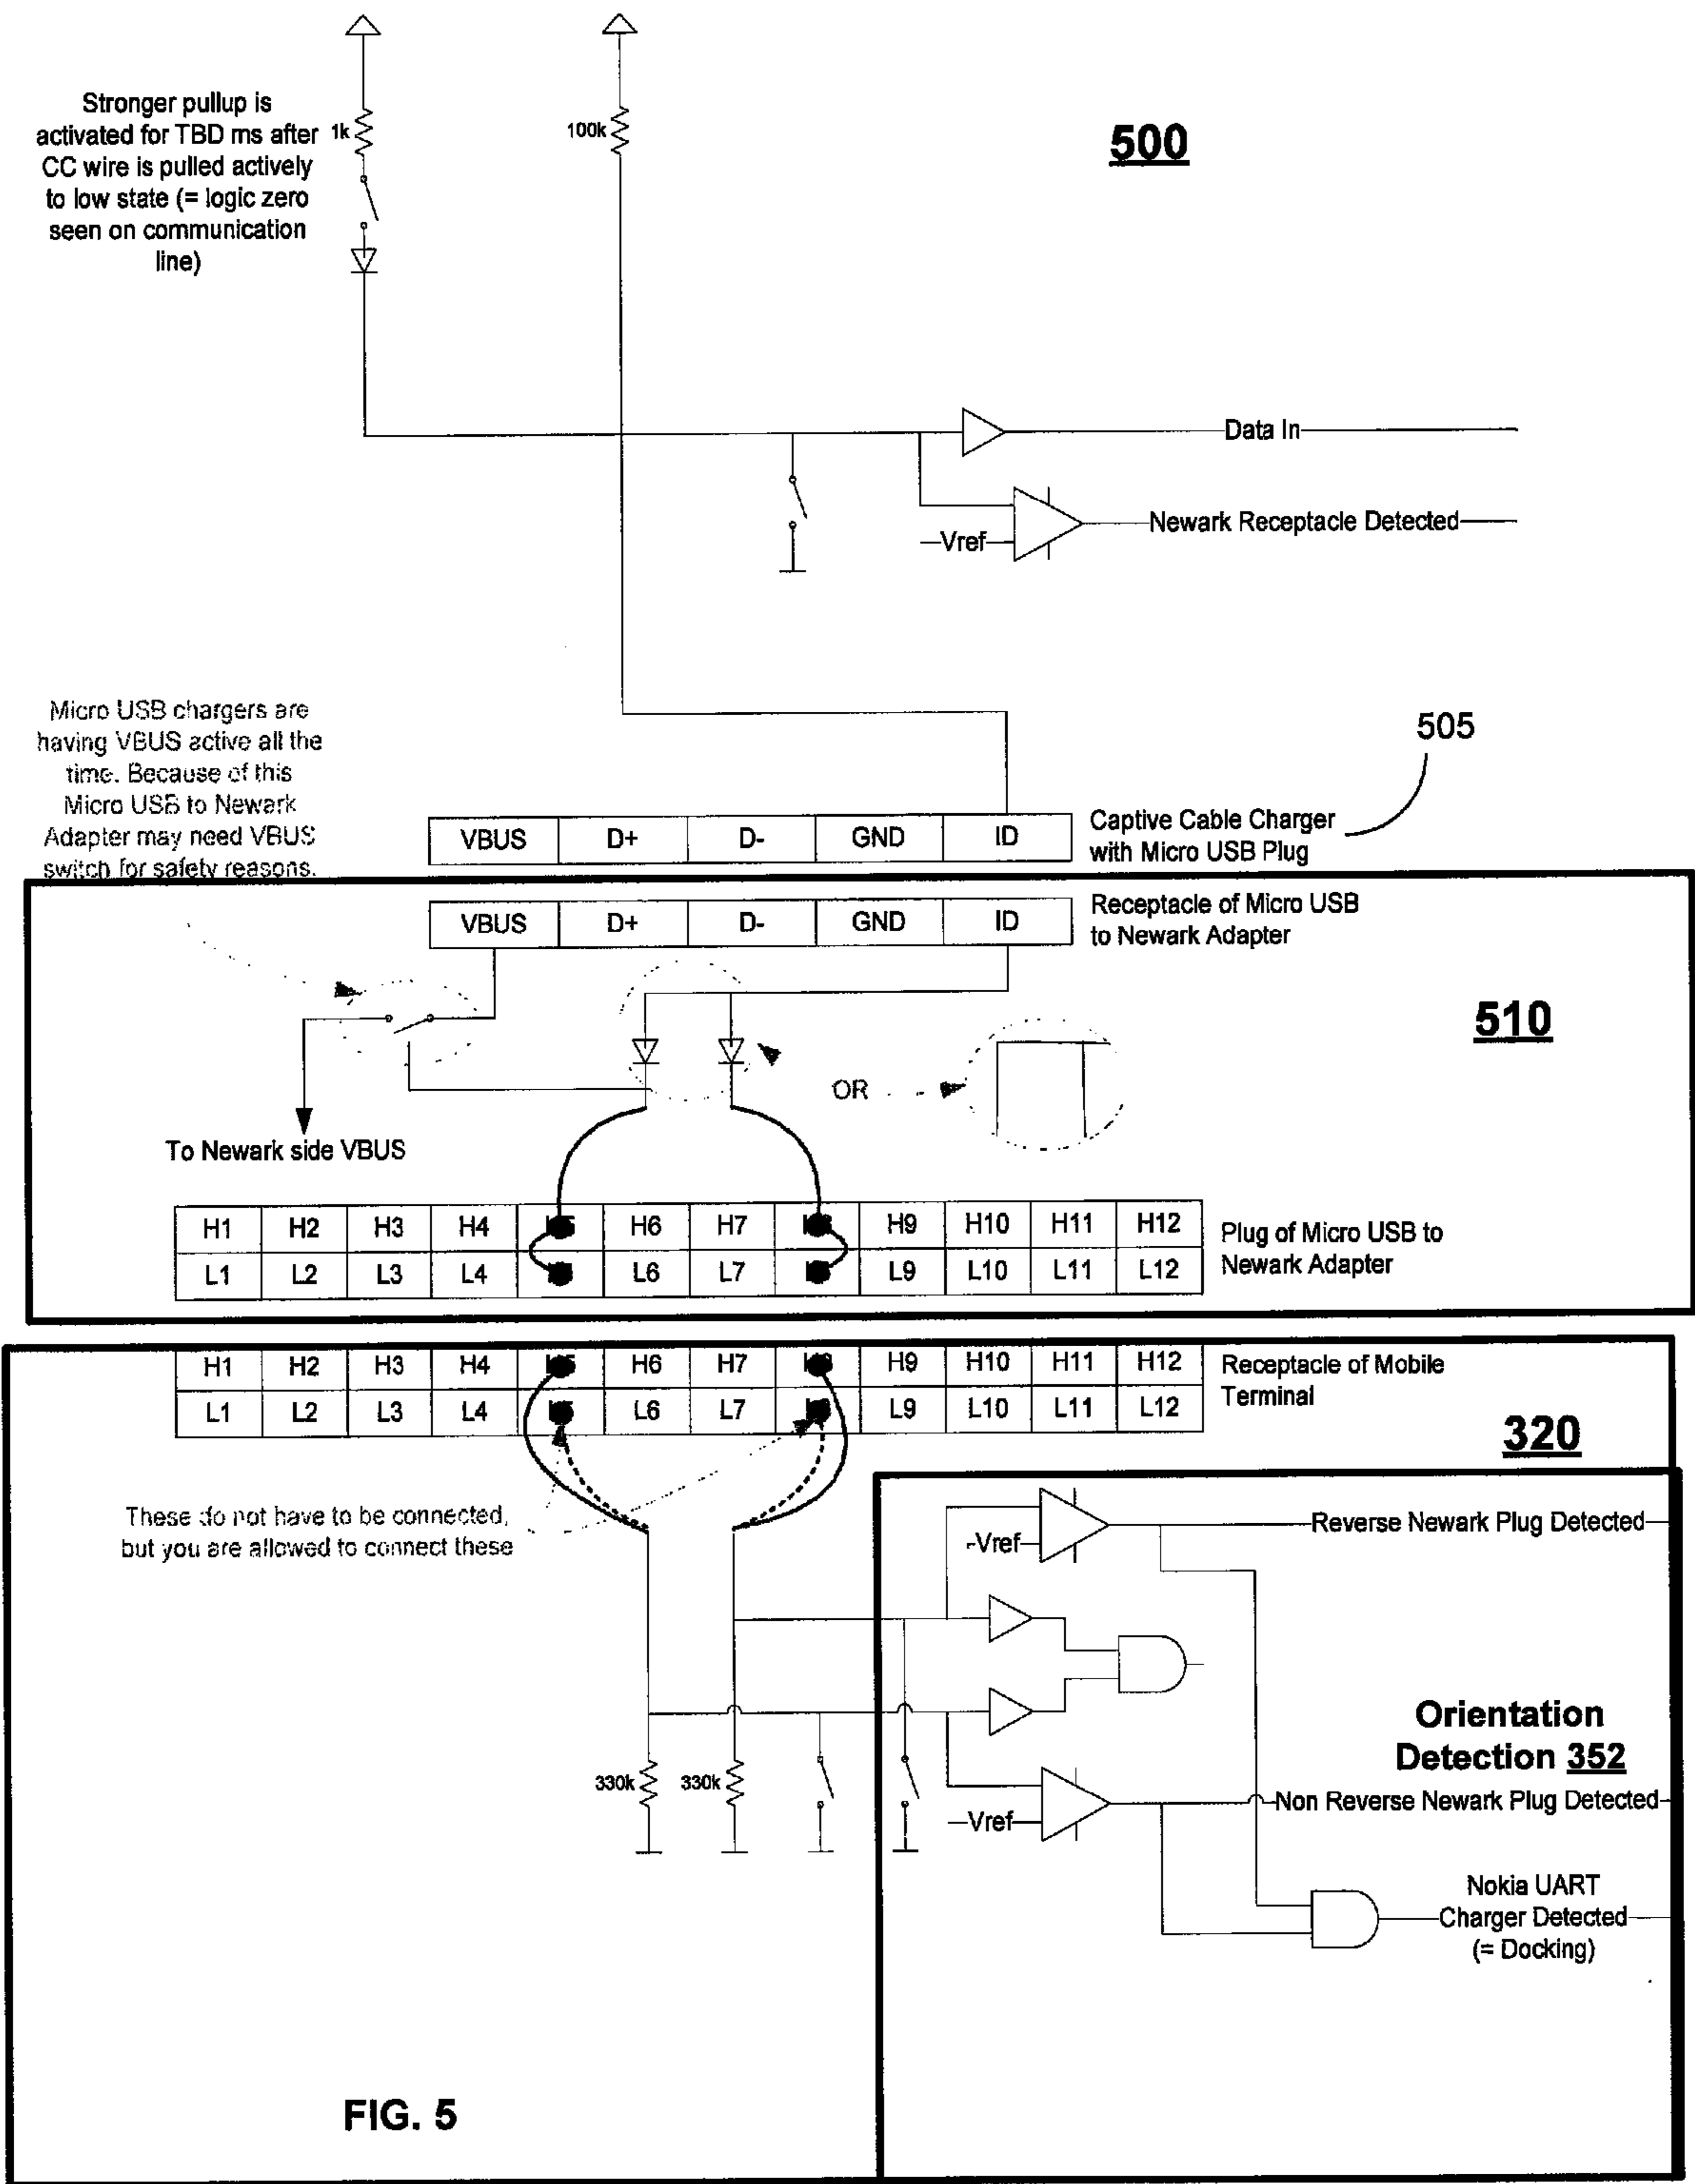 Stronger pullup is
activated for TBD ms after
CC wire is pulled actively
to low state (= logic zero
seen on communication
line)
1k
100k
500
Data In
Newark Receptacle Detected
Vref
Micro USB chargers are
having VBUS active all the
time. Because of this
Micro USB to Newark
Adapter may need VBUS
switch for safety reasons.
505
VBUS D+ D- GND ID
Captive Cable Charger
with Micro USB Plug
VBUS D+ D- GND ID
Receptacle of Micro USB
to Newark Adapter
510
OR
To Newark side VBUS
H1 H2 H3 H4 H6 H7 H9 H10 H11 H12
L1 L2 L3 L4 L6 L7 L9 L10 L11 L12
Plug of Micro USB to
Newark Adapter
H1 H2 H3 H4 H6 H7 H9 H10 H11 H12
L1 L2 L3 L4 L6 L7 L9 L10 L11 L12
Receptacle of Mobile
Terminal
320
These do not have to be connected,
but you are allowed to connect these
Reverse Newark Plug Detected
Vref
Orientation
Detection 352
330k 330k
Non Reverse Newark Plug Detected
Vref
Nokia UART
Charger Detected
(= Docking)
FIG. 5